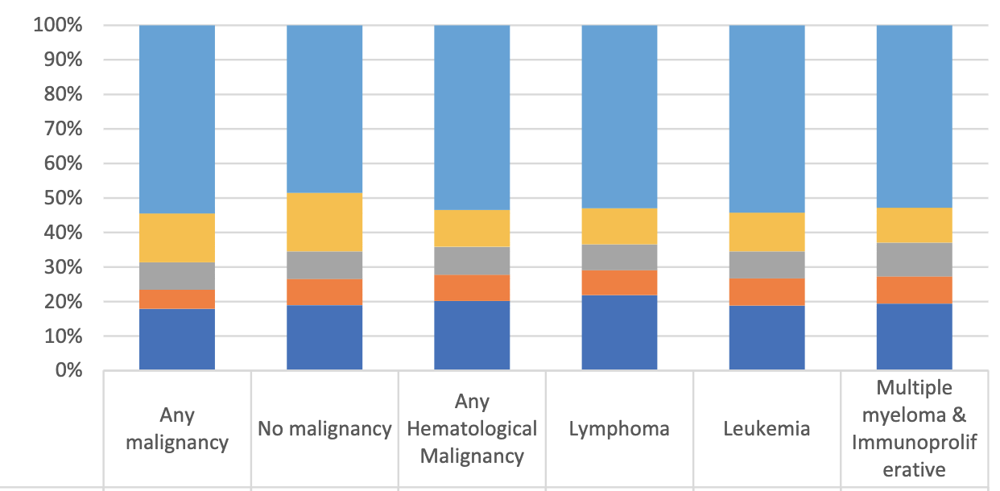 100%
90%
80%
70%
60%
50%
40%
30%
20%
10%
0%
Any
malignancy
No malignancy
Any
Hematological
Malignancy
Lymphoma
Leukemia
Multiple
myeloma &
Immunoprolif
erative